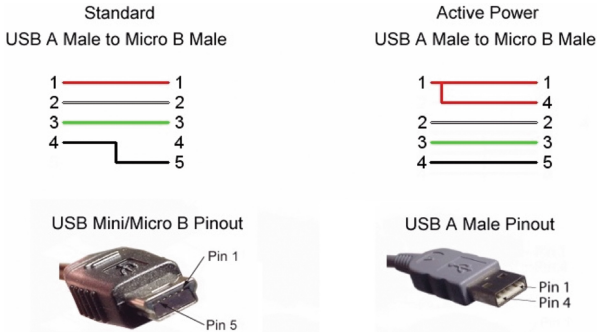 Standard
USB A Male to Micro B Male
1 1
2 2
3 3
4 4
5
Active Power
USB A Male to Micro B Male
1 1
4
2 2
3 3
4 5
USB Mini/Micro B Pinout
Pin 1
Pin 5
USB A Male Pinout
Pin 1
Pin 4